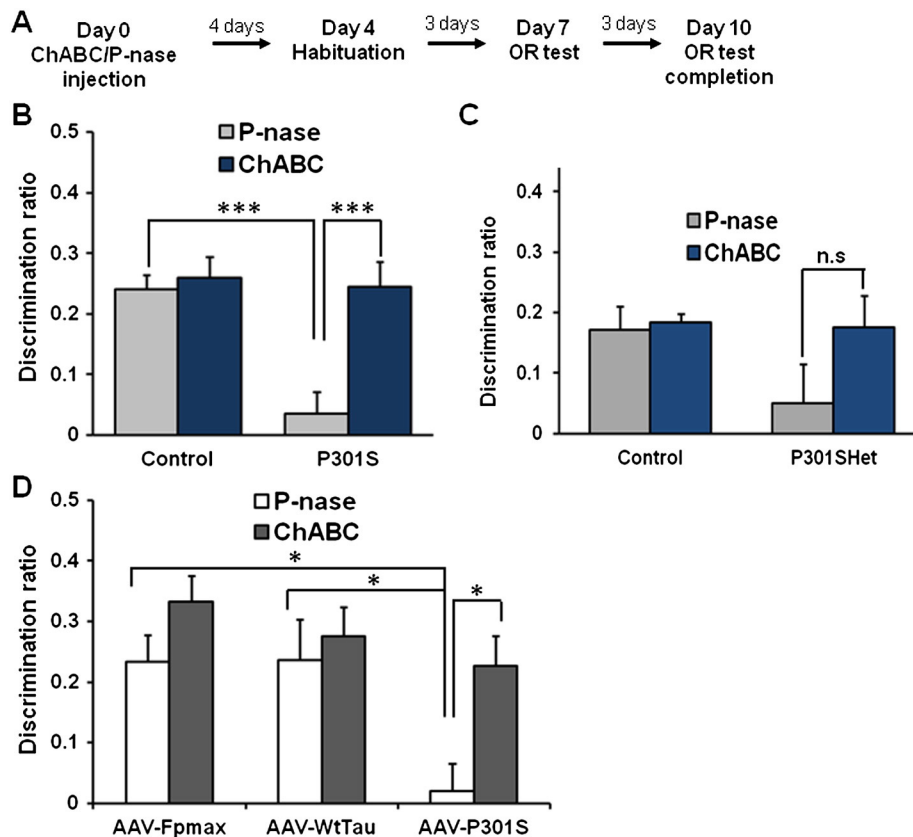 A
Day 0
ChABC/P-nase
injection
4 days
Day 4
Habituation
3 days
Day 7
OR test
3 days
Day 10
OR test
completion
B
Discrimination ratio
0.5
0.4
0.3
0.2
0.1
0
P-nase
ChABC
***
***
Control
P301S
C
Discrimination ratio
0.4
0.3
0.2
0.1
0
P-nase
ChABC
n.s
Control
P301SHet
D
Discrimination ratio
0.5
0.4
0.3
0.2
0.1
0
P-nase
ChABC
*
*
*
AAV-Fpmax
AAV-WtTau
AAV-P301S